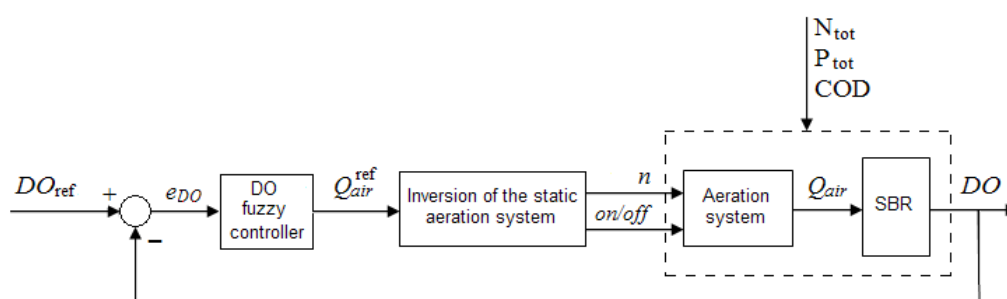 N_tot
P_tot
COD
DO_ref
+
−
e_DO
DO
fuzzy
controller
Q_air^ref
Inversion of the static
aeration system
n
on/off
Aeration
system
Q_air
SBR
DO